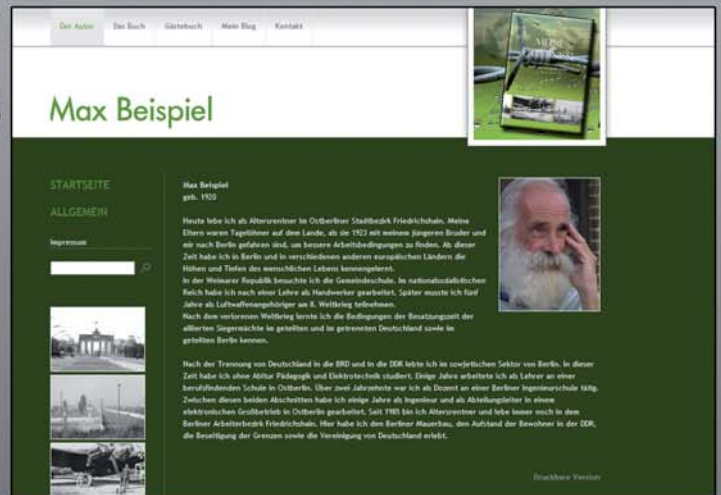 Der Autor Das Buch Gästebuch Mein Blog Kontakt
MEINE
Max Beispiel
STARTSEITE
ALLGEMEIN
Impressum
Max Beispiel
geb. 1920
Heute lebe ich als Altersrentner im Ostberliner Stadtbezirk Friedrichshain. Meine
Eltern waren Tagelöhner auf dem Lande, als sie 1923 mit meinem jüngeren Bruder und
mir nach Berlin gefahren sind, um bessere Arbeitsbedingungen zu finden. Ab dieser
Zeit habe ich in Berlin und in verschiedenen anderen europäischen Ländern die
Höhen und Tiefen des menschlichen Lebens kennengelernt.
In der Weimarer Republik besuchte ich die Gemeindeschule. Im nationalsozialistischen
Reich habe ich nach einer Lehre als Handwerker gearbeitet. Später musste ich fünf
Jahre als Luftwaffenangehöriger am II. Weltkrieg teilnehmen.
Nach dem verlorenen Weltkrieg lernte ich die Bedingungen der Besatzungszeit der
alliierten Siegermächte im geteilten und im getrennten Deutschland sowie im
geteilten Berlin kennen.
Nach der Trennung von Deutschland in die BRD und in die DDR lebte ich im sowjetischen Sektor von Berlin. In dieser
Zeit habe ich ohne Abitur Pädagogik und Elektrotechnik studiert. Einige Jahre arbeitete ich als Lehrer an einer
berufsfindenden Schule in Ostberlin. Über zwei Jahrzehnte war ich als Dozent an einer Berliner Ingenieurschule tätig.
Zwischen diesen beiden Abschnitten habe ich einige Jahre als Ingenieur und als Abteilungsleiter in einem
elektronischen Großbetrieb in Ostberlin gearbeitet. Seit 1985 bin ich Altersrentner und lebe immer noch in dem
Berliner Arbeiterbezirk Friedrichshain. Hier habe ich den Berliner Mauerbau, den Aufstand der Bewohner in der DDR,
die Beseitigung der Grenzen sowie die Vereinigung von Deutschland erlebt.
Druckbare Version